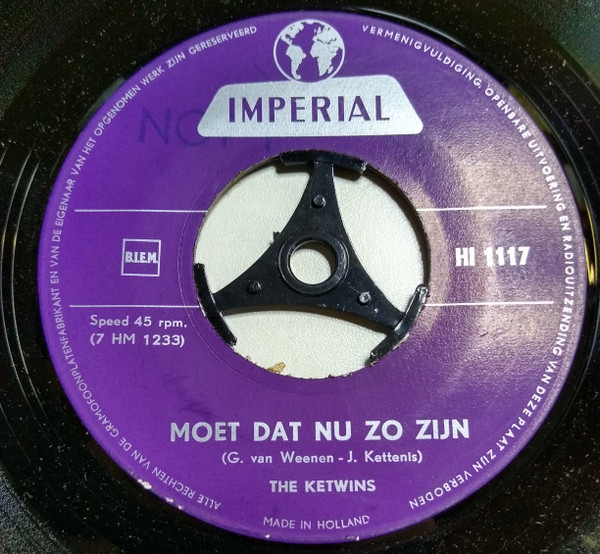 ALLE RECHTEN VAN DE GRAMOFOONPLATENFABRIKANT EN VAN DE EIGENAAR VAN HET OPGENOMEN WERK ZIJN GERESERVEERD
VERMENIGVULDIGING, OPENBARE UITVOERING EN RADIOUITZENDING VAN DEZE PLAAT ZIJN VERBODEN
IMPERIAL
B.I.E.M.
HI 1117
Speed 45 rpm.
(7 HM 1233)
MOET DAT NU ZO ZIJN
(G. van Weenen - J. Kettenis)
THE KETWINS
MADE IN HOLLAND